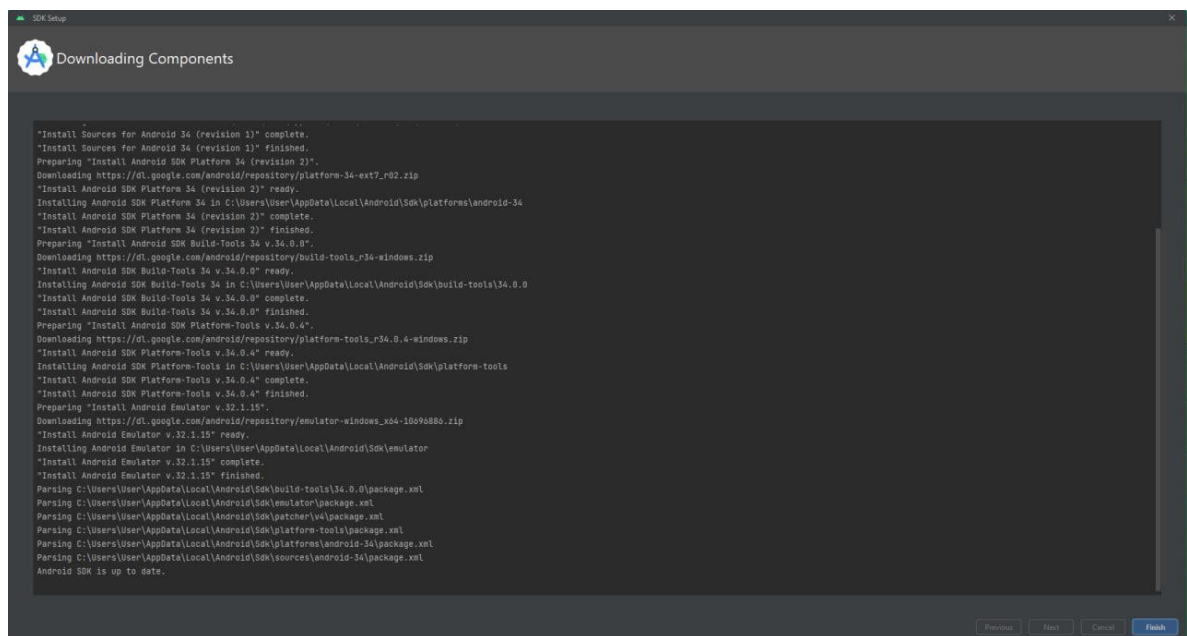 SDK Setup
Downloading Components
"Install Sources for Android 34 (revision 1)" complete.
"Install Sources for Android 34 (revision 1)" finished.
Preparing "Install Android SDK Platform 34 (revision 2)".
Downloading https://dl.google.com/android/repository/platform-34-ext7_r02.zip
"Install Android SDK Platform 34 (revision 2)" ready.
Installing Android SDK Platform 34 in C:\Users\User\AppData\Local\Android\Sdk\platforms\android-34
"Install Android SDK Platform 34 (revision 2)" complete.
"Install Android SDK Platform 34 (revision 2)" finished.
Preparing "Install Android SDK Build-Tools 34 v.34.0.0".
Downloading https://dl.google.com/android/repository/build-tools_r34-windows.zip
"Install Android SDK Build-Tools 34 v.34.0.0" ready.
Installing Android SDK Build-Tools 34 in C:\Users\User\AppData\Local\Android\Sdk\build-tools\34.0.0
"Install Android SDK Build-Tools 34 v.34.0.0" complete.
"Install Android SDK Build-Tools 34 v.34.0.0" finished.
Preparing "Install Android SDK Platform-Tools v.34.0.4".
Downloading https://dl.google.com/android/repository/platform-tools_r34.0.4-windows.zip
"Install Android SDK Platform-Tools v.34.0.4" ready.
Installing Android SDK Platform-Tools in C:\Users\User\AppData\Local\Android\Sdk\platform-tools
"Install Android SDK Platform-Tools v.34.0.4" complete.
"Install Android SDK Platform-Tools v.34.0.4" finished.
Preparing "Install Android Emulator v.32.1.15".
Downloading https://dl.google.com/android/repository/emulator-windows_x64-10696886.zip
"Install Android Emulator v.32.1.15" ready.
Installing Android Emulator in C:\Users\User\AppData\Local\Android\Sdk\emulator
"Install Android Emulator v.32.1.15" complete.
"Install Android Emulator v.32.1.15" finished.
Parsing C:\Users\User\AppData\Local\Android\Sdk\build-tools\34.0.0\package.xml
Parsing C:\Users\User\AppData\Local\Android\Sdk\emulator\package.xml
Parsing C:\Users\User\AppData\Local\Android\Sdk\patcher\v4\package.xml
Parsing C:\Users\User\AppData\Local\Android\Sdk\platform-tools\package.xml
Parsing C:\Users\User\AppData\Local\Android\Sdk\platforms\android-34\package.xml
Parsing C:\Users\User\AppData\Local\Android\Sdk\sources\android-34\package.xml
Android SDK is up to date.
Previous Next Cancel Finish